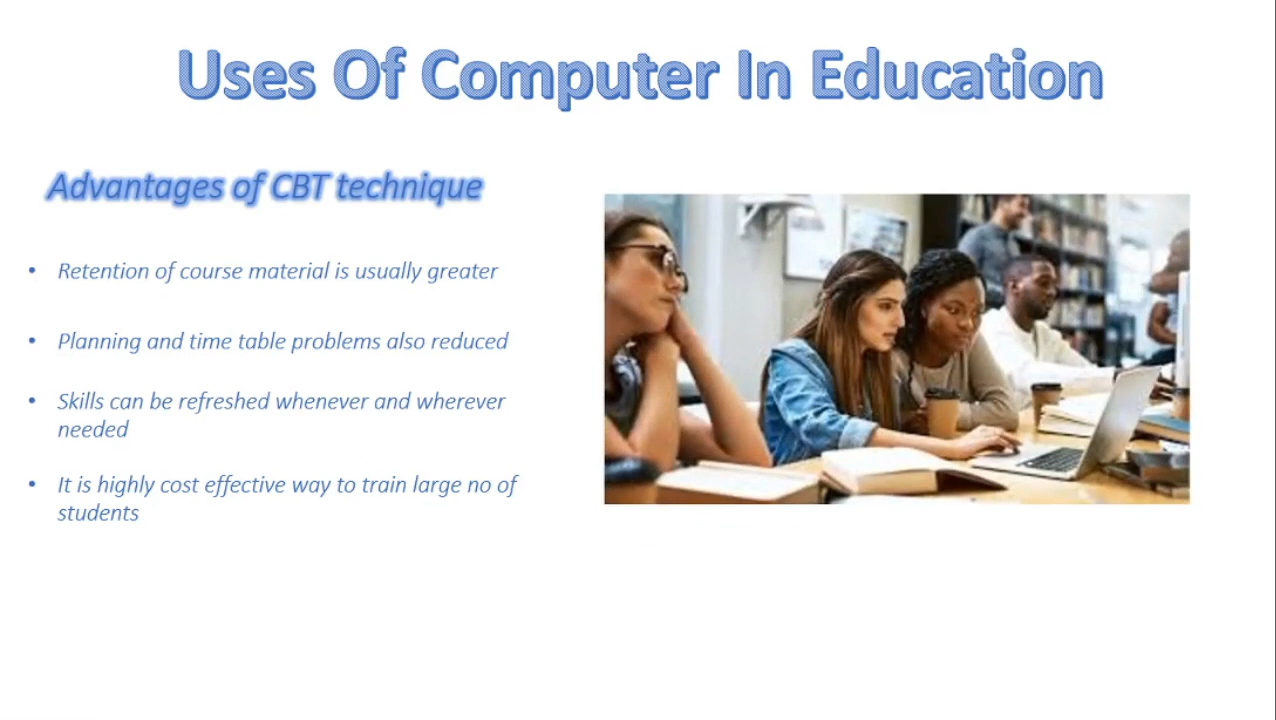 Uses Of Computer In Education
Advantages of CBT technique
• Retention of course material is usually greater
• Planning and time table problems also reduced
• Skills can be refreshed whenever and wherever
needed
• It is highly cost effective way to train large no of
students